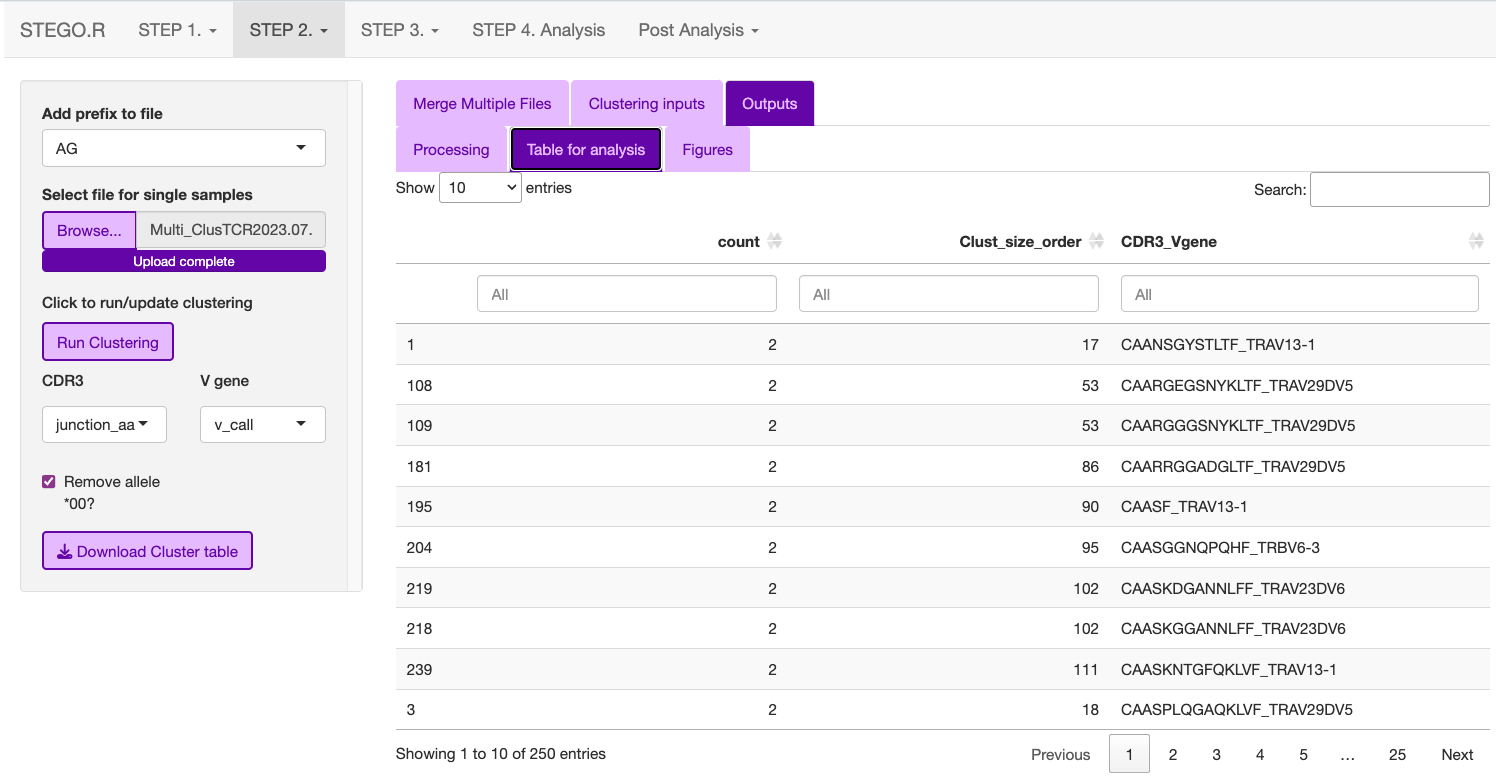 STEGO.R STEP 1. STEP 2. STEP 3. STEP 4. Analysis Post Analysis
Add prefix to file
AG
Select file for single samples
Browse... Multi_ClusTCR2023.07.
Upload complete
Click to run/update clustering
Run Clustering
CDR3 V gene
junction_aa v_call
Remove allele
*00?
Download Cluster table
Merge Multiple Files Clustering inputs Outputs
Processing Table for analysis Figures
Show 10 entries Search:
count Clust_size_order CDR3_Vgene
All All All
1 2 17 CAANSGYSTLTF_TRAV13-1
108 2 53 CAARGEGSNYKLTF_TRAV29DV5
109 2 53 CAARGGGSNYKLTF_TRAV29DV5
181 2 86 CAARRGGADGLTF_TRAV29DV5
195 2 90 CAASF_TRAV13-1
204 2 95 CAASGGNQPQHF_TRBV6-3
219 2 102 CAASKDGANNLFF_TRAV23DV6
218 2 102 CAASKGGANNLFF_TRAV23DV6
239 2 111 CAASKNTGFQKLVF_TRAV13-1
3 2 18 CAASPLQGAQKLVF_TRAV29DV5
Showing 1 to 10 of 250 entries Previous 1 2 3 4 5 … 25 Next